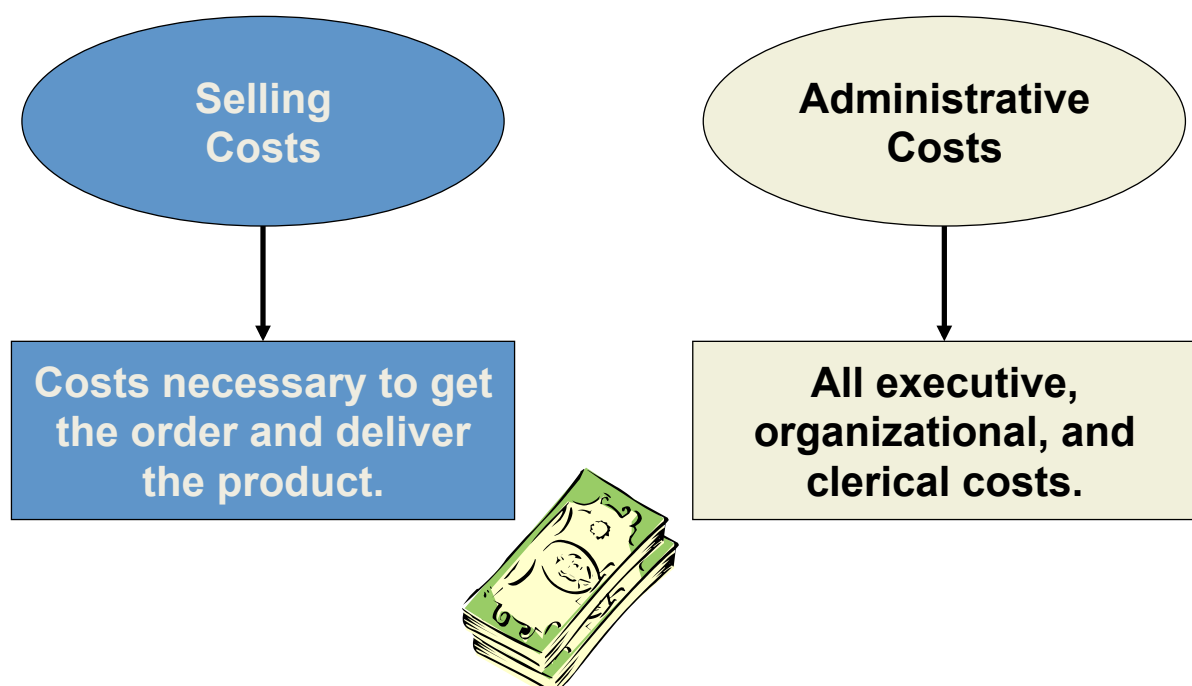 Selling
Costs
Costs necessary to get
the order and deliver
the product.
Administrative
Costs
All executive,
organizational, and
clerical costs.